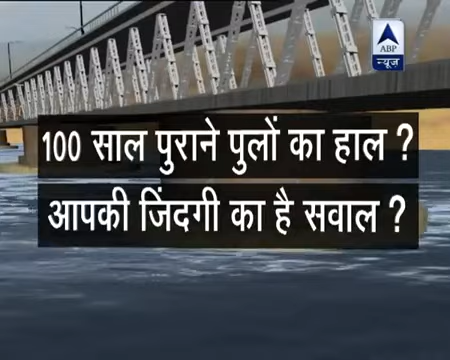 ABP
न्यूज़
100 साल पुराने पुलों का हाल ?
आपकी जिंदगी का है सवाल ?